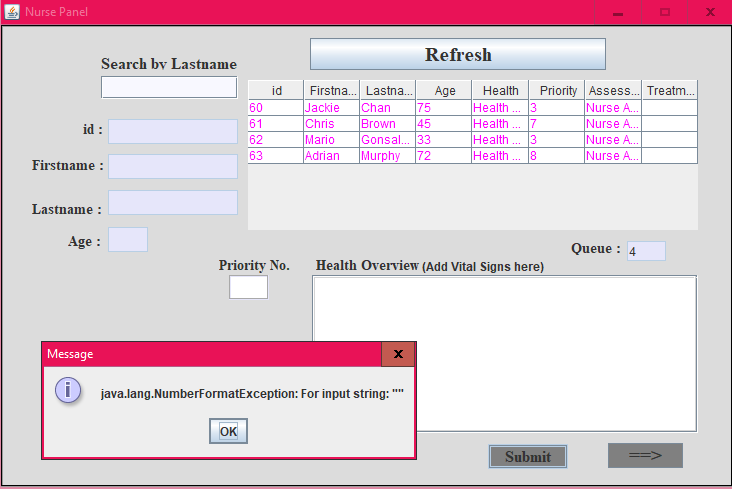 Nurse Panel
Refresh
Search by Lastname
id Firstna... Lastna... Age Health Priority Assess... Treatm...
60 Jackie Chan 75 Health ... 3 Nurse A...
61 Chris Brown 45 Health ... 7 Nurse A...
62 Mario Gonsal... 33 Health ... 3 Nurse A...
63 Adrian Murphy 72 Health ... 8 Nurse A...
id :
Firstname :
Lastname :
Age :
Queue : 4
Priority No.
Health Overview (Add Vital Signs here)
Message
java.lang.NumberFormatException: For input string: ""
OK
Submit
==>